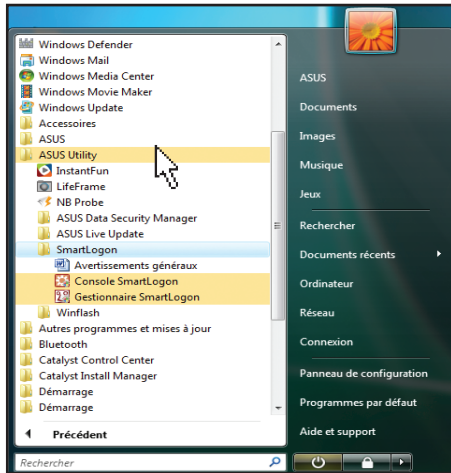 Windows Defender
Windows Mail
Windows Media Center
Windows Movie Maker
Windows Update
Accessoires
ASUS
ASUS Utility
InstantFun
LifeFrame
NB Probe
ASUS Data Security Manager
ASUS Live Update
SmartLogon
Avertissements généraux
Console SmartLogon
Gestionnaire SmartLogon
Winflash
Autres programmes et mises à jour
Bluetooth
Catalyst Control Center
Catalyst Install Manager
Démarrage
Démarrage
Précédent
Rechercher
ASUS
Documents
Images
Musique
Jeux
Rechercher
Documents récents
Ordinateur
Réseau
Connexion
Panneau de configuration
Programmes par défaut
Aide et support